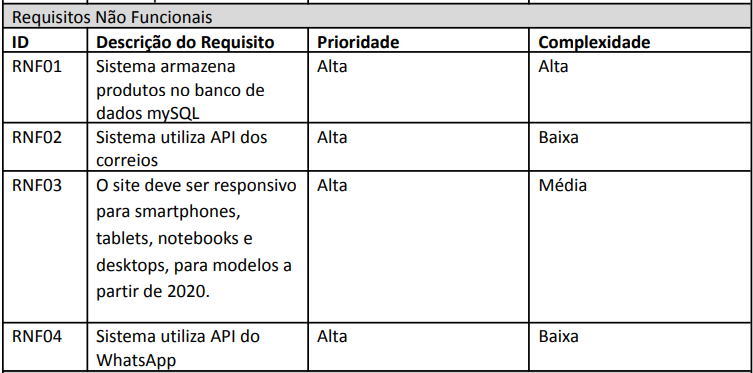 Requisitos Não Funcionais
ID Descrição do Requisito Prioridade Complexidade
RNF01 Sistema armazena Alta Alta
produtos no banco de
dados mySQL
RNF02 Sistema utiliza API dos Alta Baixa
correios
RNF03 O site deve ser responsivo Alta Média
para smartphones,
tablets, notebooks e
desktops, para modelos a
partir de 2020.
RNF04 Sistema utiliza API do Alta Baixa
WhatsApp